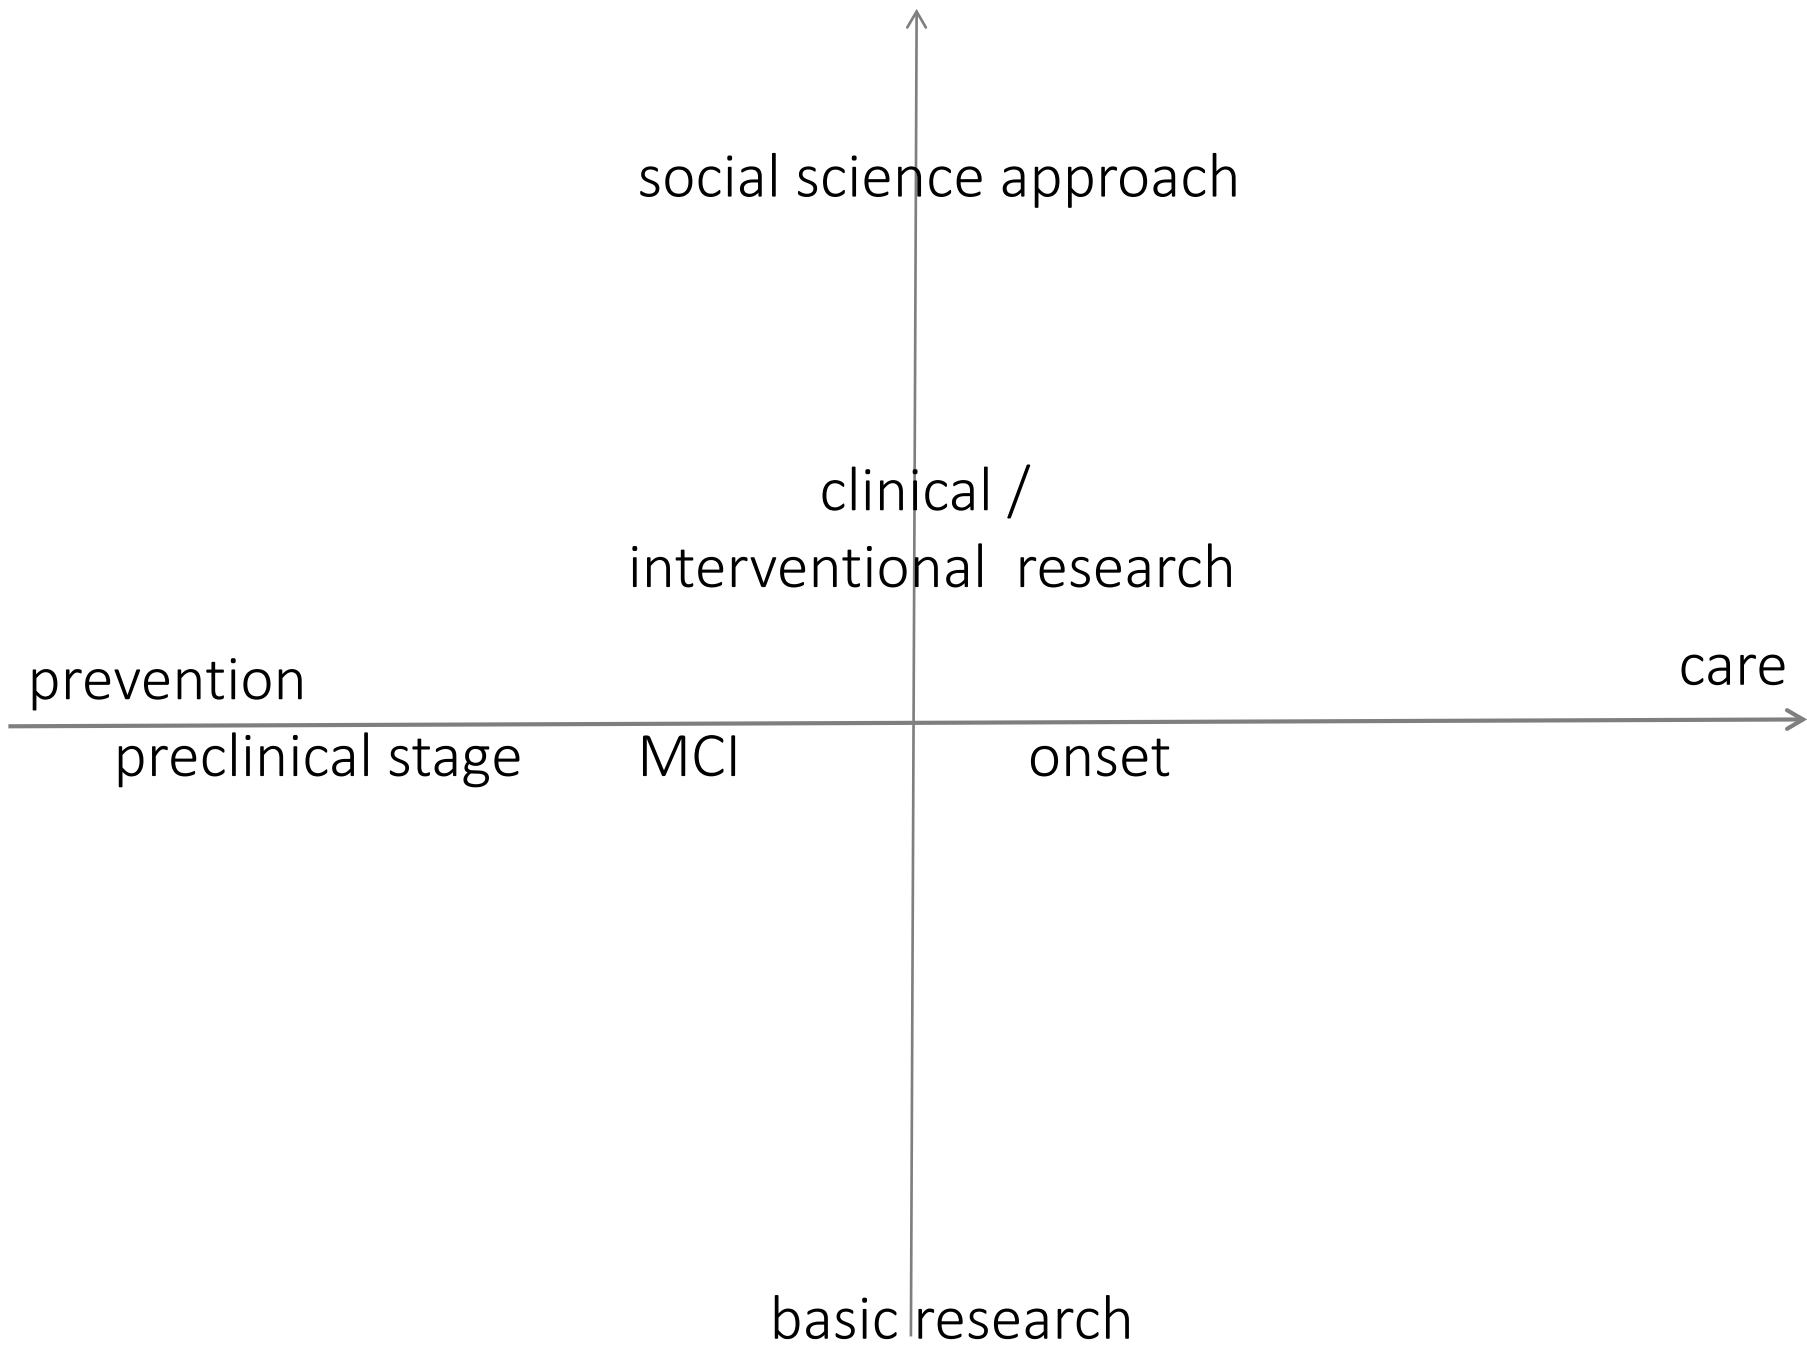 social science approach
clinical /
interventional research
prevention
care
preclinical stage
MCI
onset
basic research